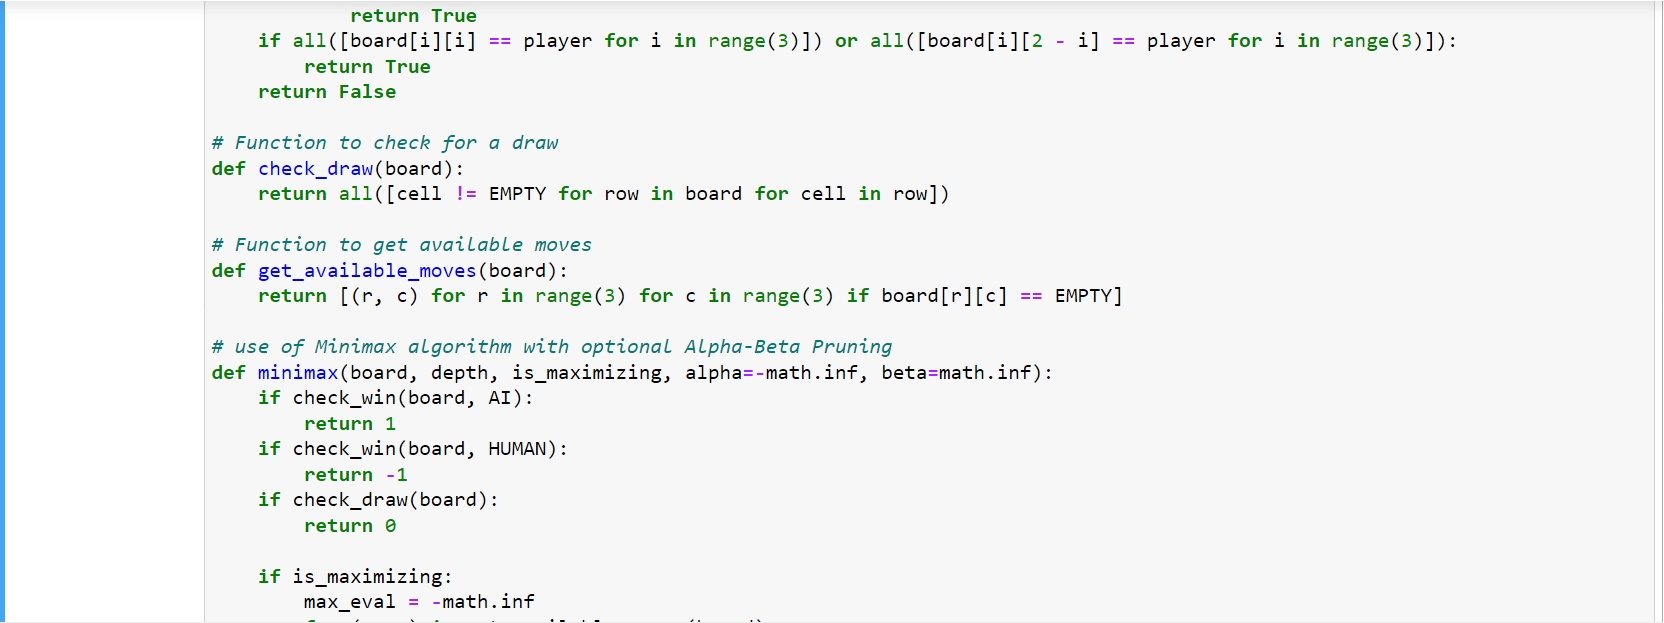 return True
    if all([board[i][i] == player for i in range(3)]) or all([board[i][2 - i] == player for i in range(3)]):
        return True
    return False

# Function to check for a draw
def check_draw(board):
    return all([cell != EMPTY for row in board for cell in row])

# Function to get available moves
def get_available_moves(board):
    return [(r, c) for r in range(3) for c in range(3) if board[r][c] == EMPTY]

# use of Minimax algorithm with optional Alpha-Beta Pruning
def minimax(board, depth, is_maximizing, alpha=-math.inf, beta=math.inf):
    if check_win(board, AI):
        return 1
    if check_win(board, HUMAN):
        return -1
    if check_draw(board):
        return 0

    if is_maximizing:
        max_eval = -math.inf